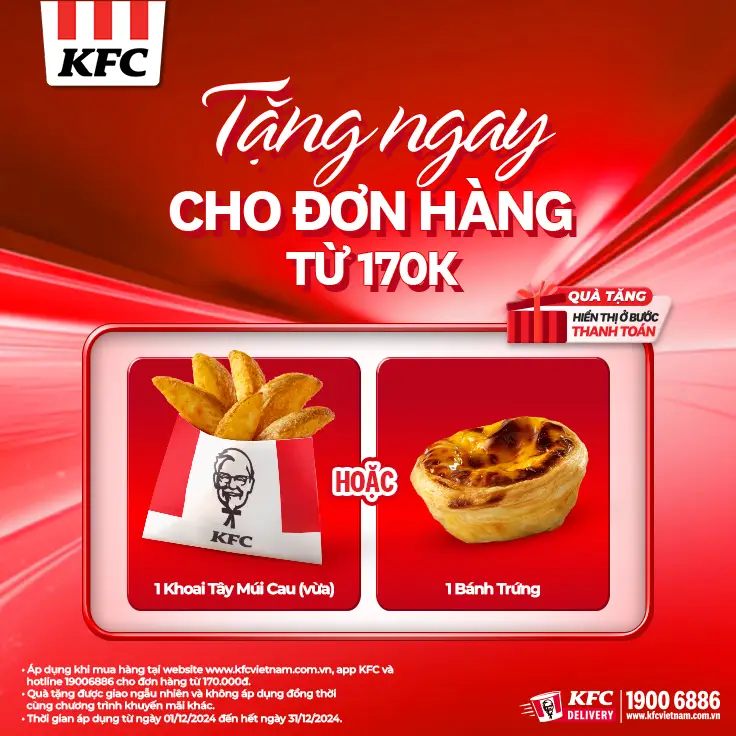 KFC
Tặng ngay
CHO ĐƠN HÀNG
TỪ 170K
QUÀ TẶNG
HIỂN THỊ Ở BƯỚC
THANH TOÁN
KFC
HOẶC
1 Khoai Tây Múi Cau (vừa)
1 Bánh Trứng
• Áp dụng khi mua hàng tại website www.kfcvietnam.com.vn, app KFC và
hotline 19006886 cho đơn hàng từ 170.000đ.
• Quà tặng được giao ngẫu nhiên và không áp dụng đồng thời
cùng chương trình khuyến mãi khác.
• Thời gian áp dụng từ ngày 01/12/2024 đến hết ngày 31/12/2024.
KFC
DELIVERY
1900 6886
www.kfcvietnam.com.vn